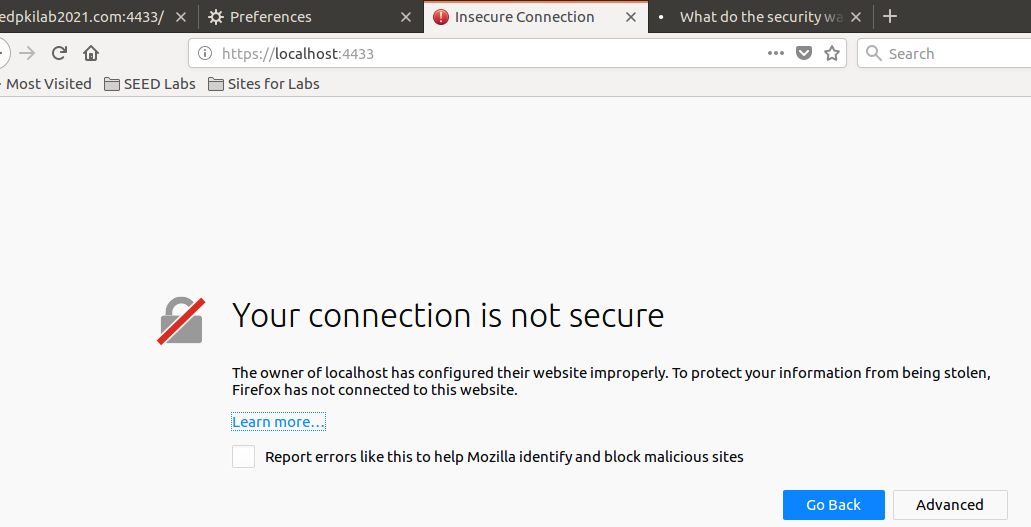 edpkilab2021.com:4433/ Preferences Insecure Connection What do the security wa
https://localhost:4433 Search
Most Visited SEED Labs Sites for Labs
Your connection is not secure
The owner of localhost has configured their website improperly. To protect your information from being stolen,
Firefox has not connected to this website.
Learn more...
Report errors like this to help Mozilla identify and block malicious sites
Go Back Advanced